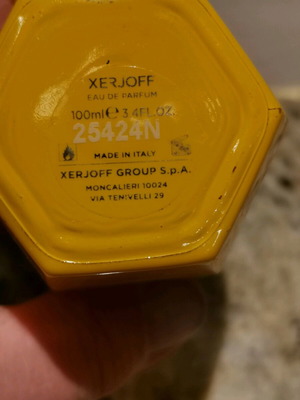 XERJOFF
EAU DE PARFUM
100ml℮ 3.4FL OZ.
25424N
MADE IN ITALY
XERJOFF GROUP S.p.A.
MONCALIERI 10024
VIA TENIVELLI 29